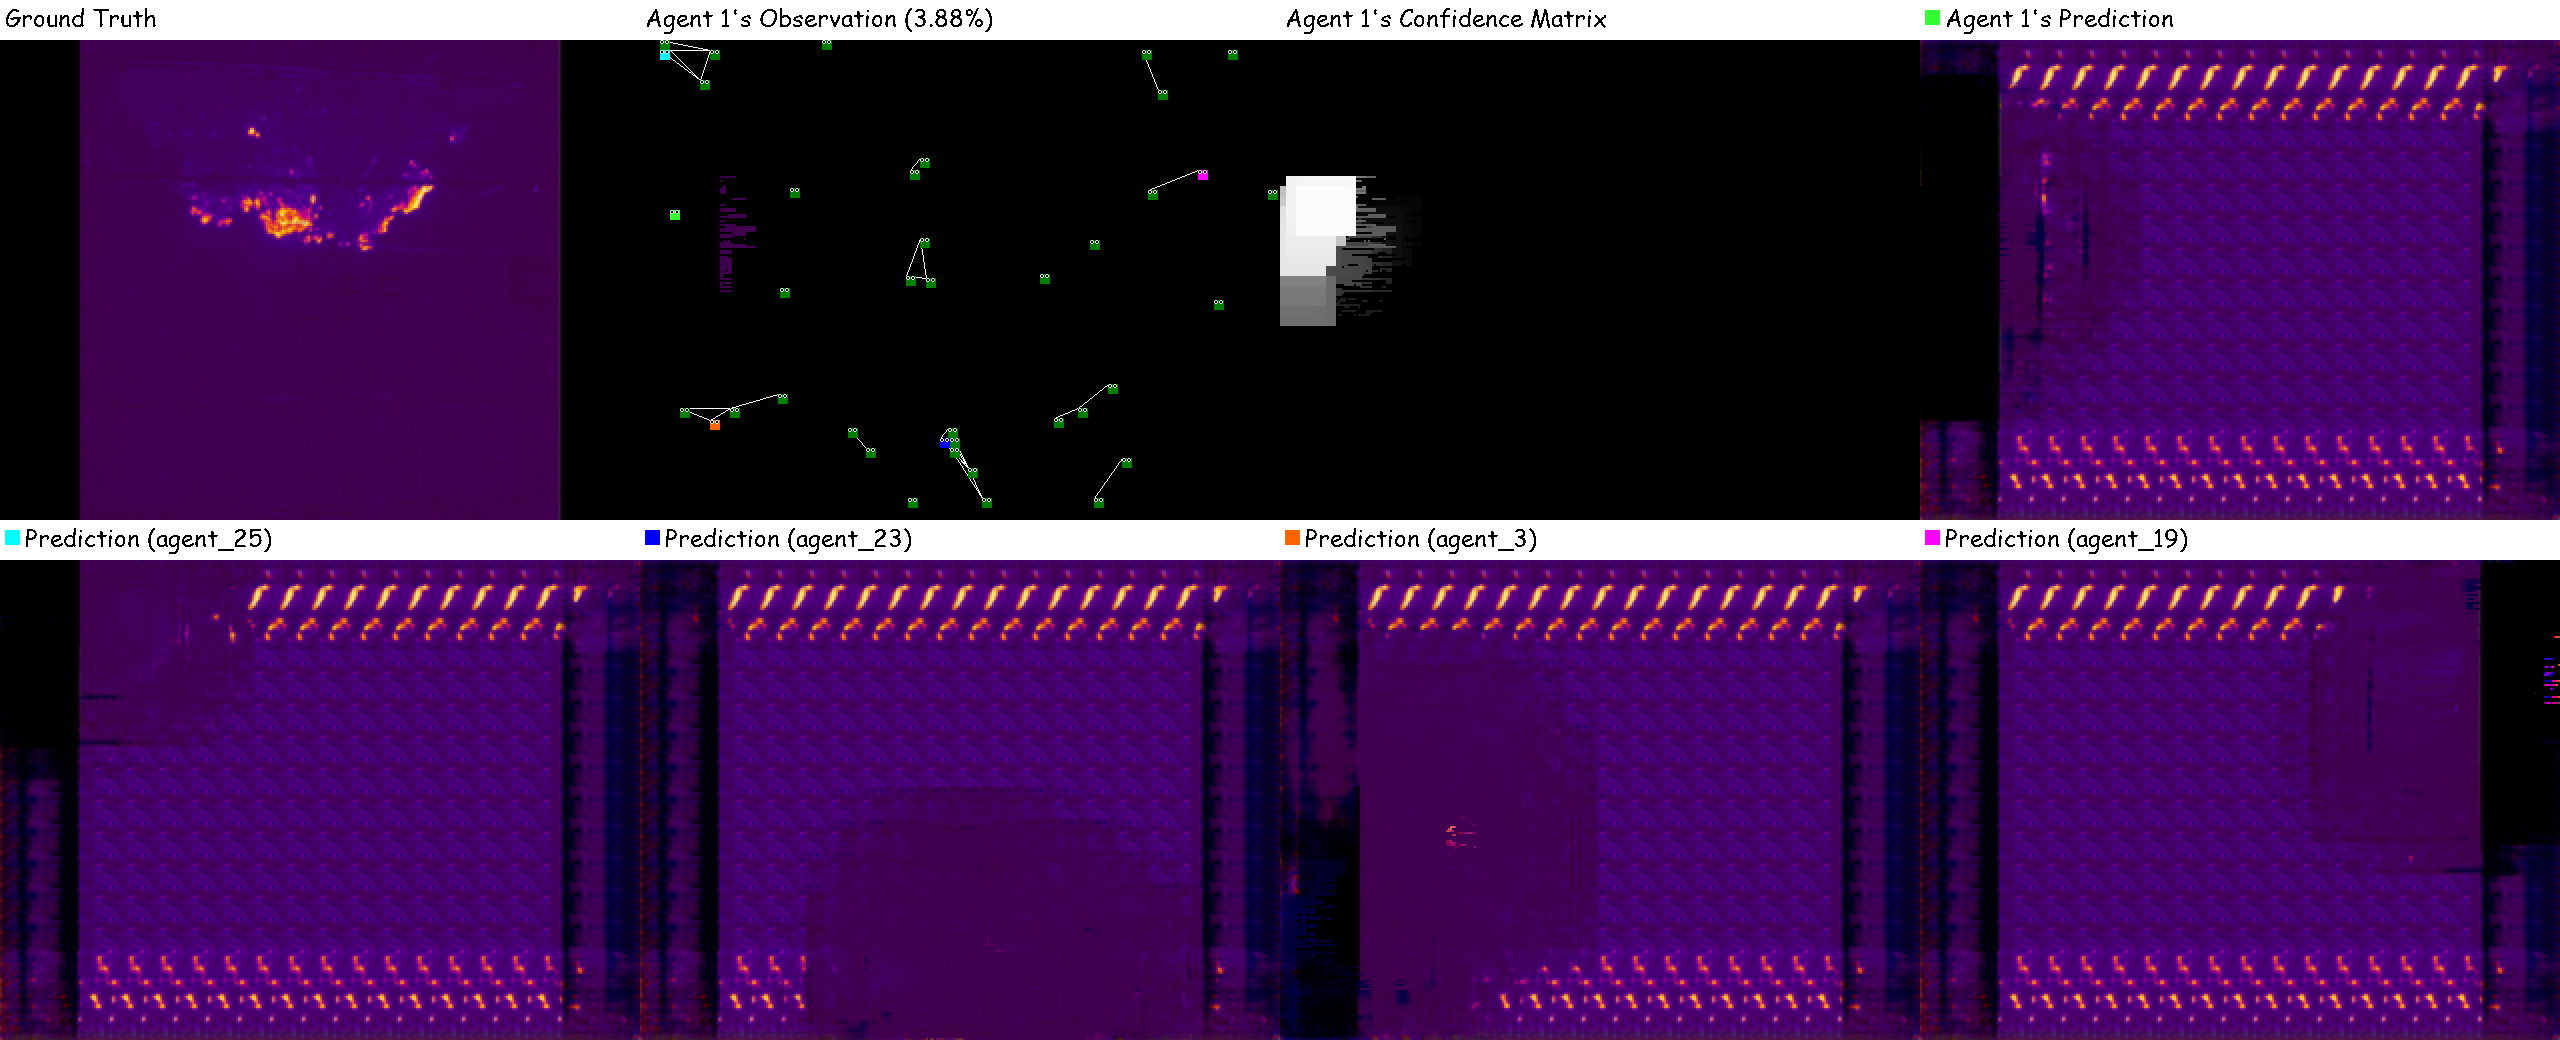 Ground Truth
Agent 1's Observation (3.88%)
Agent 1's Confidence Matrix
Agent 1's Prediction
Prediction (agent_25)
Prediction (agent_23)
Prediction (agent_3)
Prediction (agent_19)